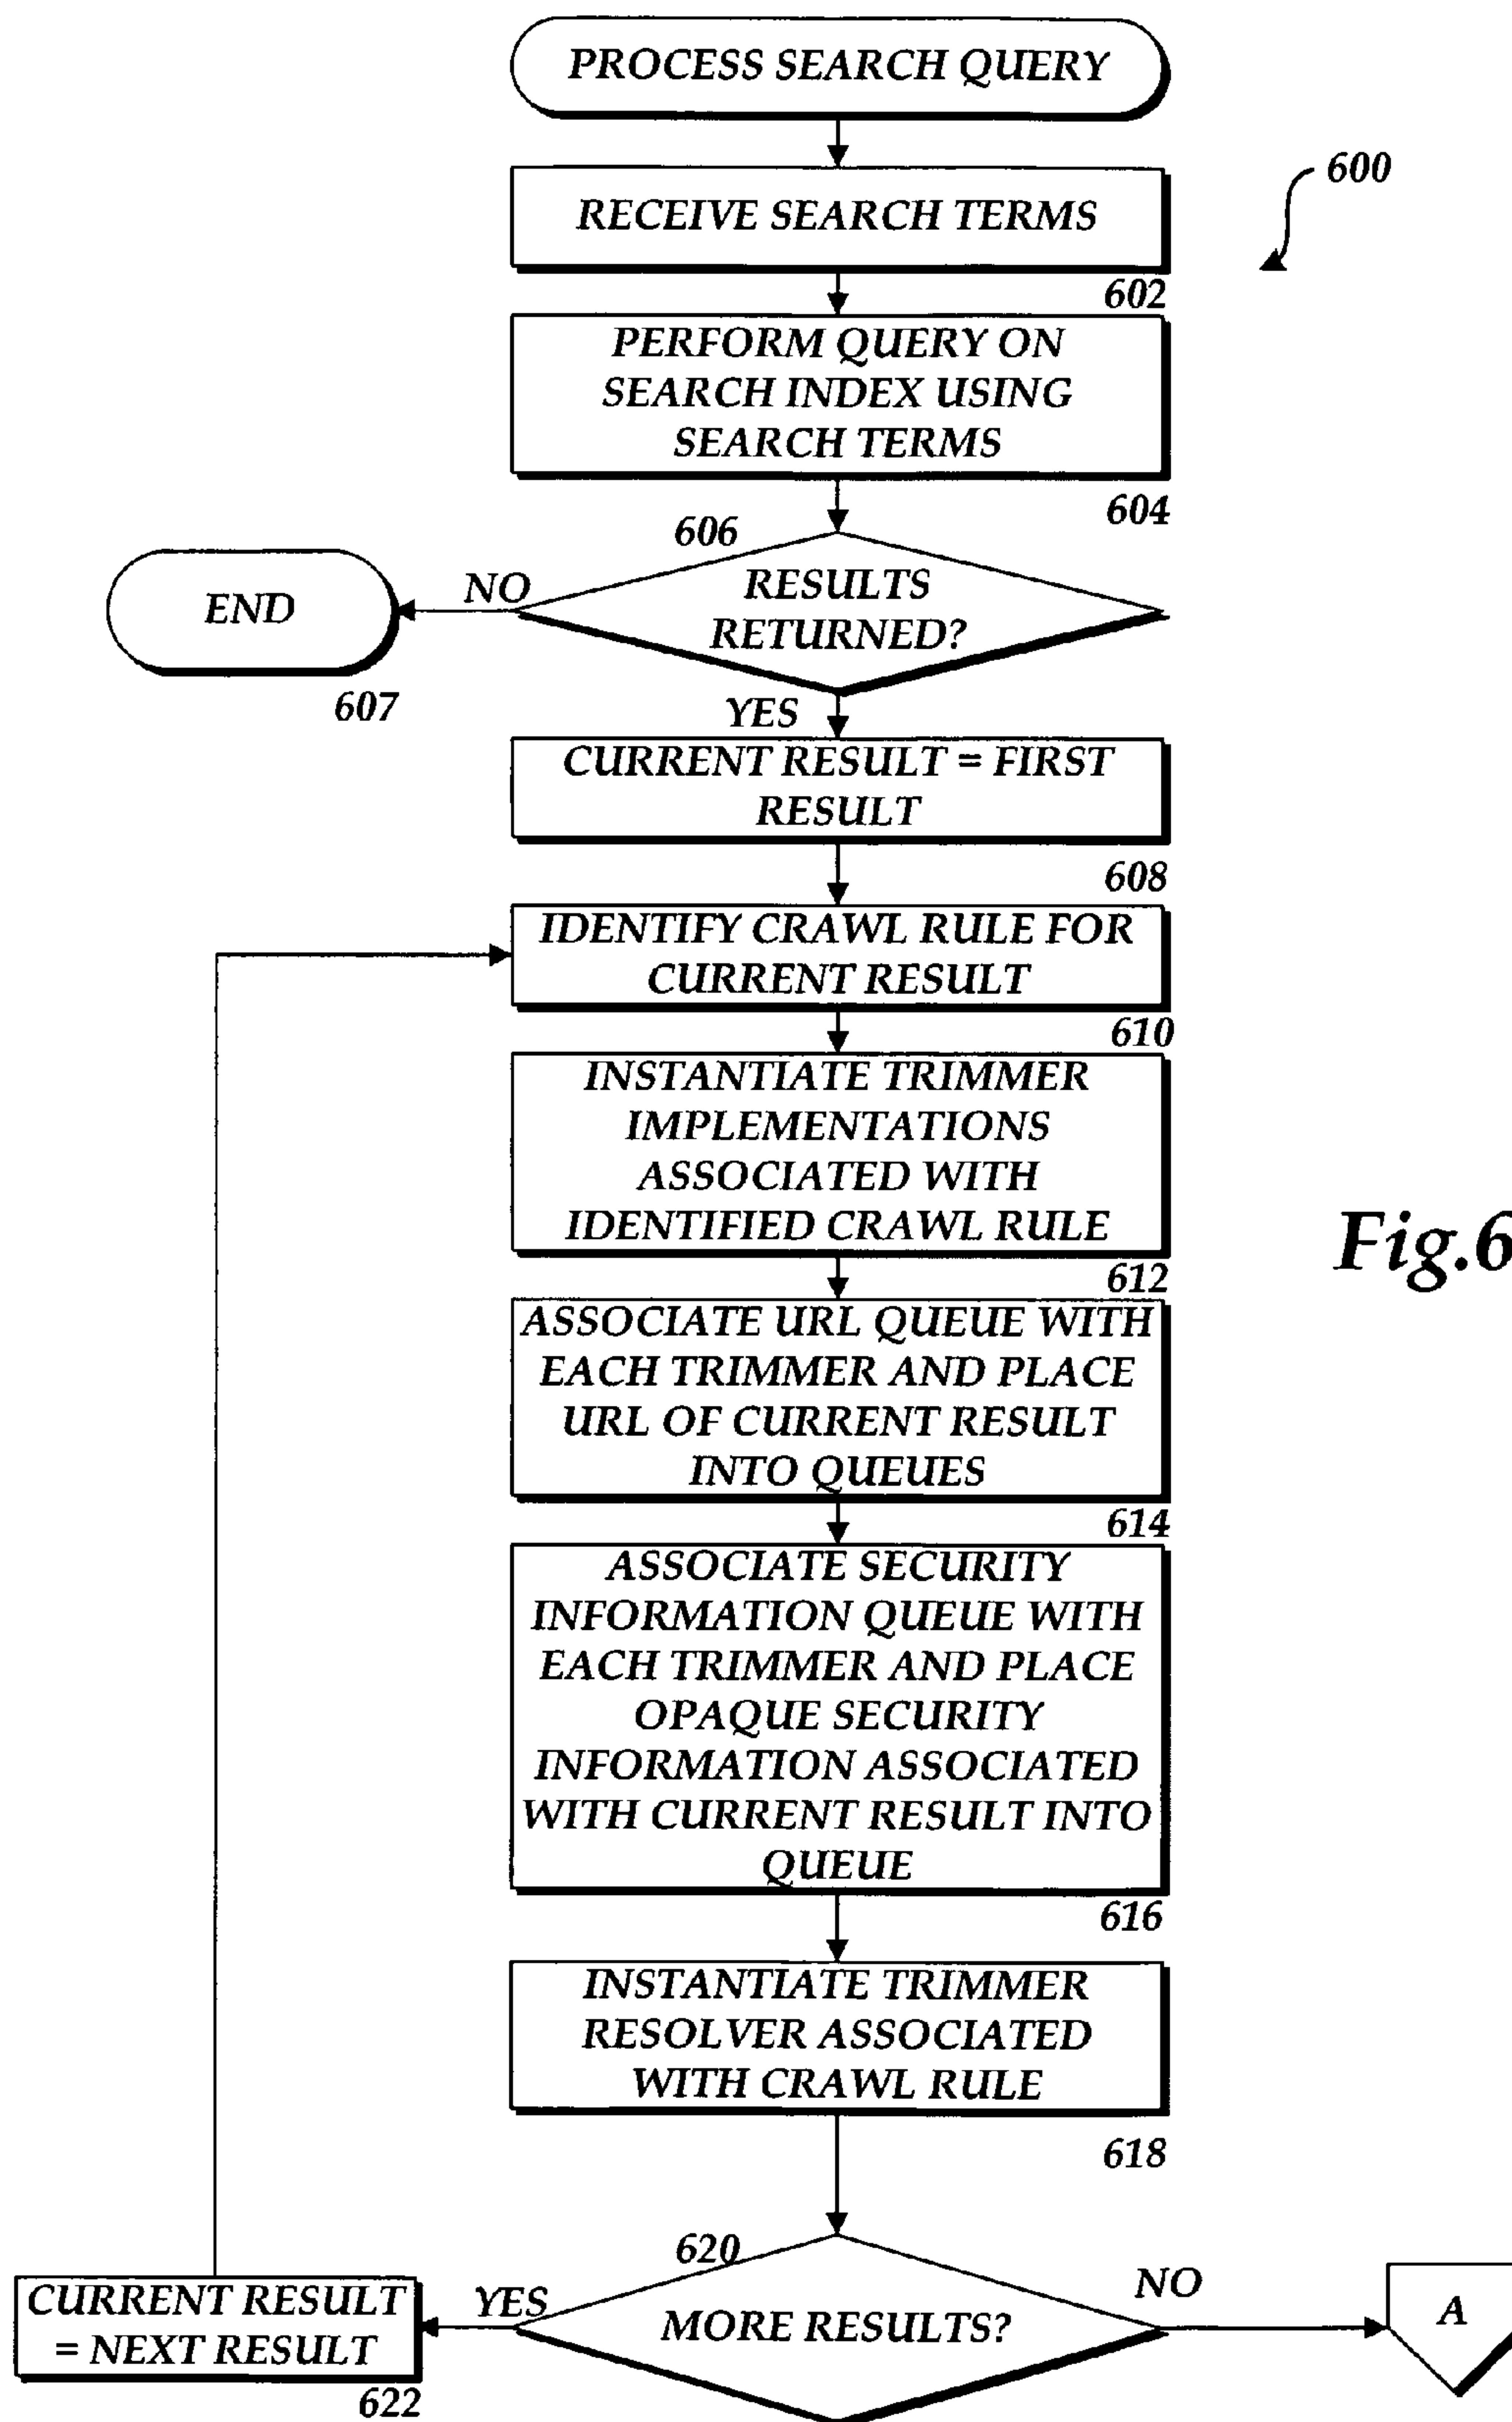 PROCESS SEARCH QUERY
600
RECEIVE SEARCH TERMS
602
PERFORM QUERY ON
SEARCH INDEX USING
SEARCH TERMS
604
606
RESULTS
RETURNED?
NO
END
607
YES
CURRENT RESULT = FIRST
RESULT
608
IDENTIFY CRAWL RULE FOR
CURRENT RESULT
610
INSTANTIATE TRIMMER
IMPLEMENTATIONS
ASSOCIATED WITH
IDENTIFIED CRAWL RULE
612
Fig.6
ASSOCIATE URL QUEUE WITH
EACH TRIMMER AND PLACE
URL OF CURRENT RESULT
INTO QUEUES
614
ASSOCIATE SECURITY
INFORMATION QUEUE WITH
EACH TRIMMER AND PLACE
OPAQUE SECURITY
INFORMATION ASSOCIATED
WITH CURRENT RESULT INTO
QUEUE
616
INSTANTIATE TRIMMER
RESOLVER ASSOCIATED
WITH CRAWL RULE
618
620
MORE RESULTS?
YES
NO
A
CURRENT RESULT
= NEXT RESULT
622